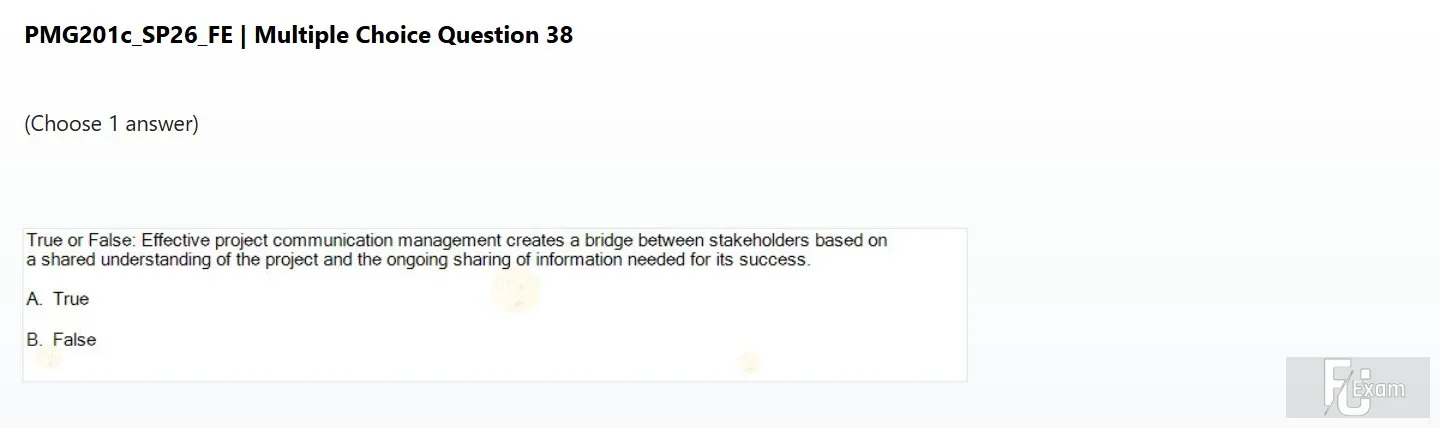 PMG201c_SP26_FE | Multiple Choice Question 38
(Choose 1 answer)
True or False: Effective project communication management creates a bridge between stakeholders based on
a shared understanding of the project and the ongoing sharing of information needed for its success.
A. True
B. False
FU Exam